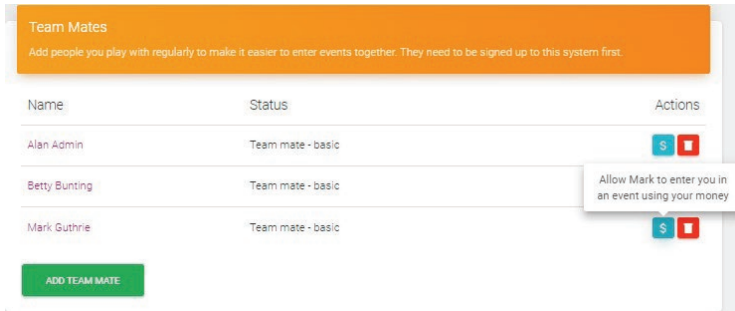 Team Mates
Add people you play with regularly to make it easier to enter events together. They need to be signed up to this system first.
Name Status Actions
Alan Admin Team mate - basic $
Betty Bunting Team mate - basic
Allow Mark to enter you in
an event using your money
Mark Guthrie Team mate - basic $
ADD TEAM MATE